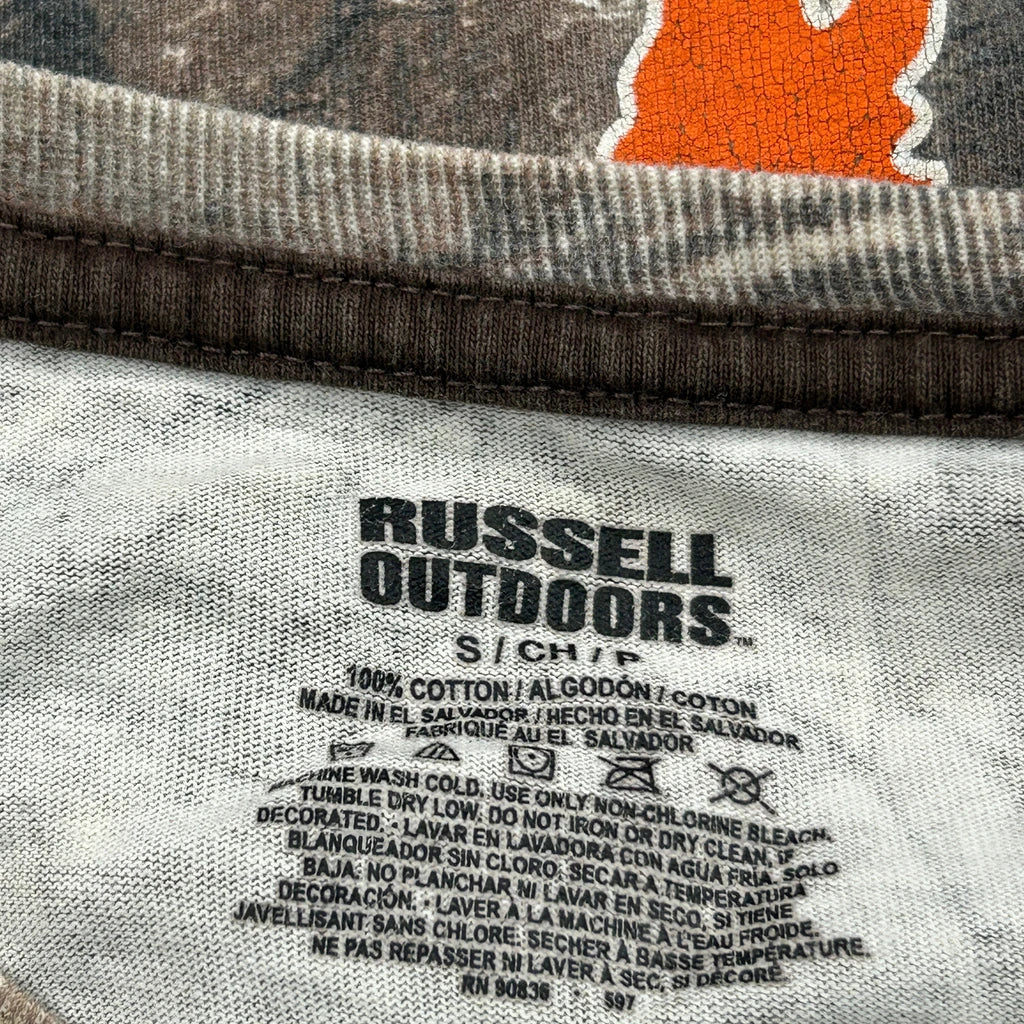 RUSSELL
OUTDOORS™
S / CH / P
100% COTTON / ALGODÓN / COTON
MADE IN EL SALVADOR / HECHO EN EL SALVADOR
FABRIQUÉ AU EL SALVADOR
MACHINE WASH COLD. USE ONLY NON-CHLORINE BLEACH.
TUMBLE DRY LOW. DO NOT IRON OR DRY CLEAN, IF
DECORATED. - LAVAR EN LAVADORA CON AGUA FRÍA, SOLO
BLANQUEADOR SIN CLORO, SECAR A TEMPERATURA
BAJA. NO PLANCHAR NI LAVAR EN SECO, SI TIENE
DECORACIÓN. - LAVER À LA MACHINE À L'EAU FROIDE.
JAVELLISANT SANS CHLORE. SECHER À BASSE TEMPÉRATURE.
NE PAS REPASSER NI LAVER À SEC, SI DECORÉ.
RN 90836 · 597